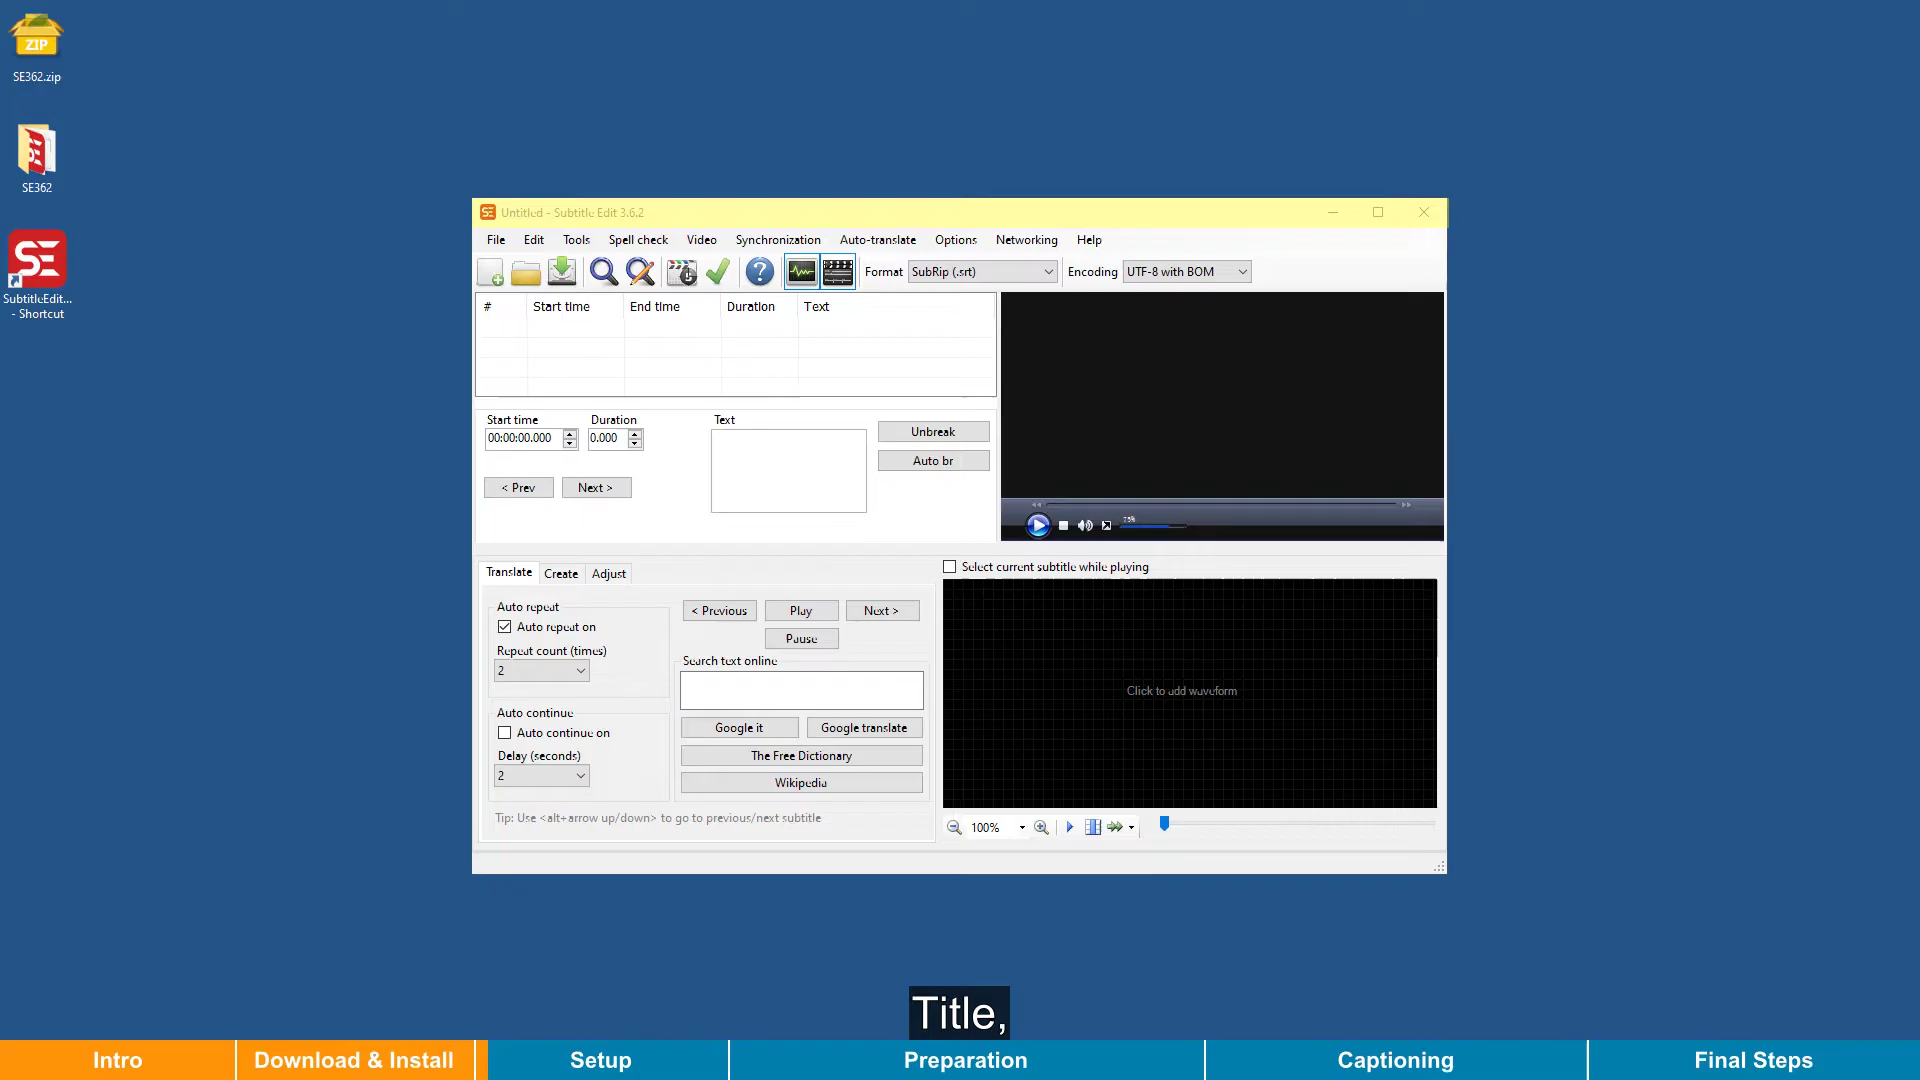 ZIP
SE362.zip
SE
SE362
SE
SubtitleEdit...
- Shortcut
SE
Untitled - Subtitle Edit 3.6.2
File Edit Tools Spell check Video Synchronization Auto-translate Options Networking Help
Format SubRip (.srt) Encoding UTF-8 with BOM
# Start time End time Duration Text
Start time Duration Text
00:00:00.000 0.000
Unbreak
Auto br
< Prev Next >
75%
Translate Create Adjust
Select current subtitle while playing
Auto repeat
Auto repeat on
Repeat count (times)
2
Auto continue
Auto continue on
Delay (seconds)
2
< Previous Play Next >
Pause
Search text online
Google it Google translate
The Free Dictionary
Wikipedia
Tip: Use <alt+arrow up/down> to go to previous/next subtitle
Click to add waveform
100%
Title,
Intro Download & Install Setup Preparation Captioning Final Steps